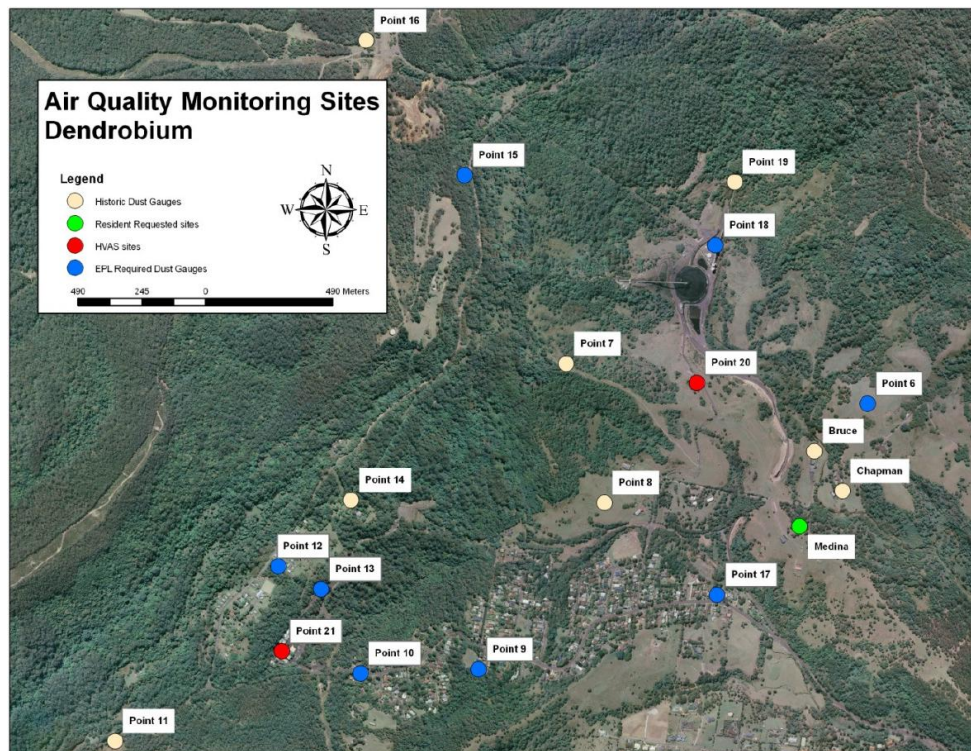 Point 16
Air Quality Monitoring Sites
Dendrobium
Legend
Historic Dust Gauges
Resident Requested sites
HVAS sites
EPL Required Dust Gauges
N
W
E
S
490
245
0
490 Meters
Point 15
Point 19
Point 18
Point 7
Point 20
Point 6
Bruce
Chapman
Point 14
Point 8
Medina
Point 12
Point 13
Point 17
Point 21
Point 10
Point 9
Point 11